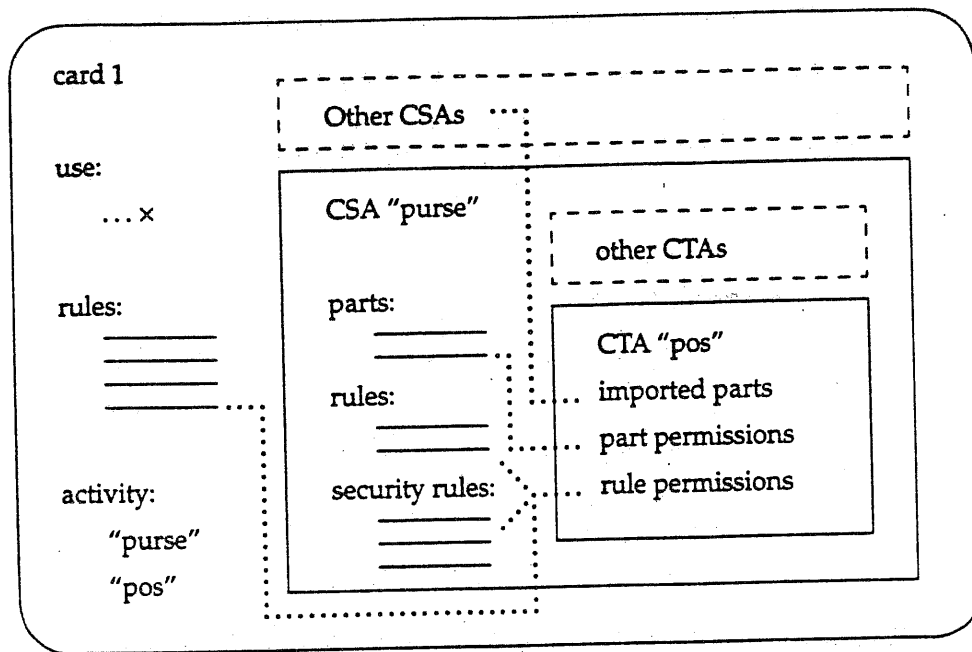 card 1
use:
...×
rules:
activity:
“purse”
“pos”
Other CSAs
CSA “purse”
parts:
rules:
security rules:
other CTAs
CTA “pos”
imported parts
part permissions
rule permissions